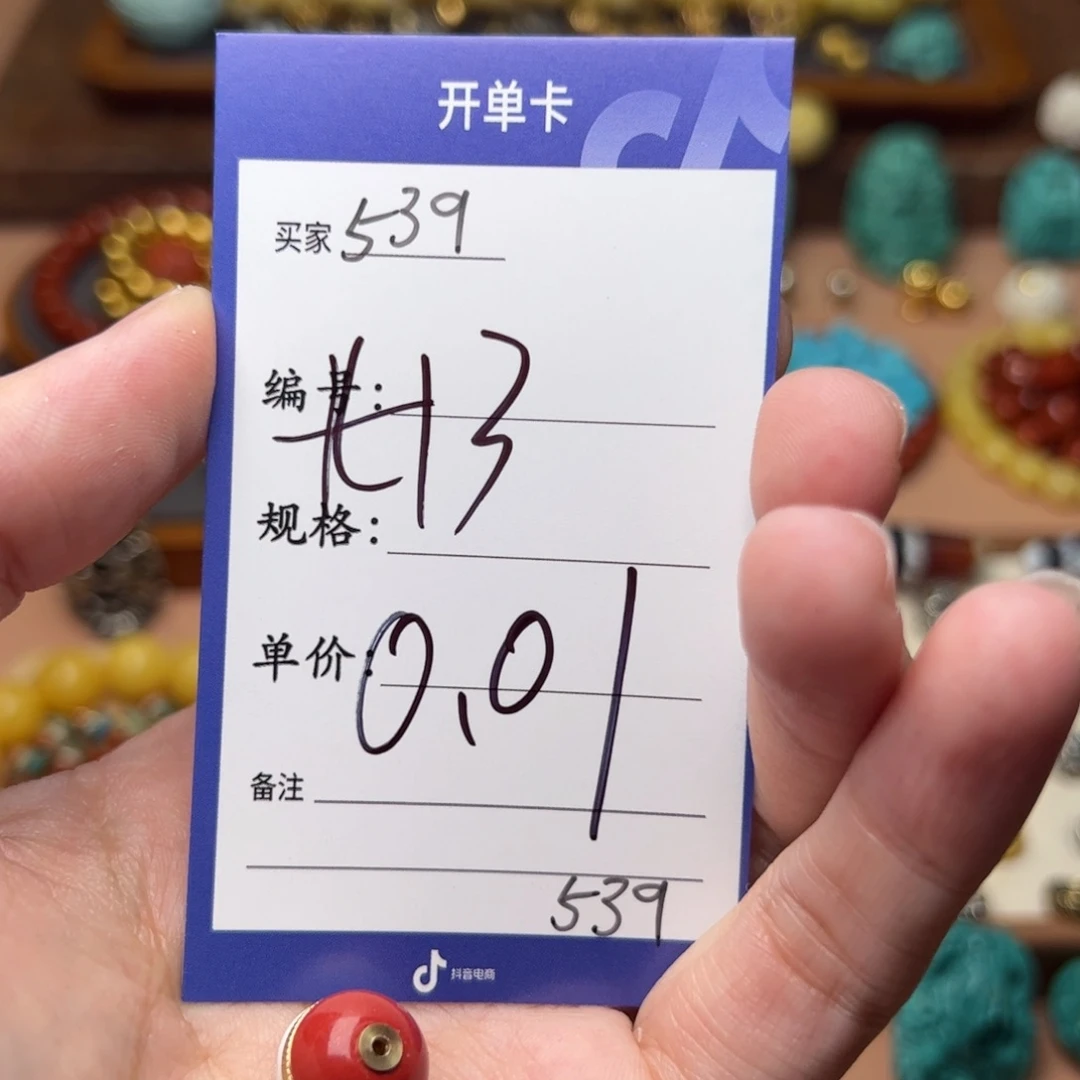 开单卡
买家 539
编号:
七13
规格:
单价: 0.01
备注
539
抖音电商